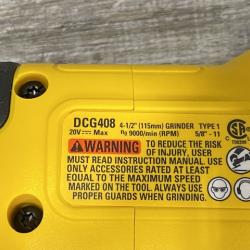 DCG408
4-1/2" (115mm) GRINDER TYPE 1
20V Max n₀ 9000/min (RPM) 5/8" - 11
WARNING TO REDUCE THE RISK
OF INJURY, USER
MUST READ INSTRUCTION MANUAL. USE
ONLY ACCESSORIES RATED AT LEAST
EQUAL TO THE MAXIMUM SPEED
MARKED ON THE TOOL. ALWAYS USE
PROPER GUARDS WHEN GRINDING.